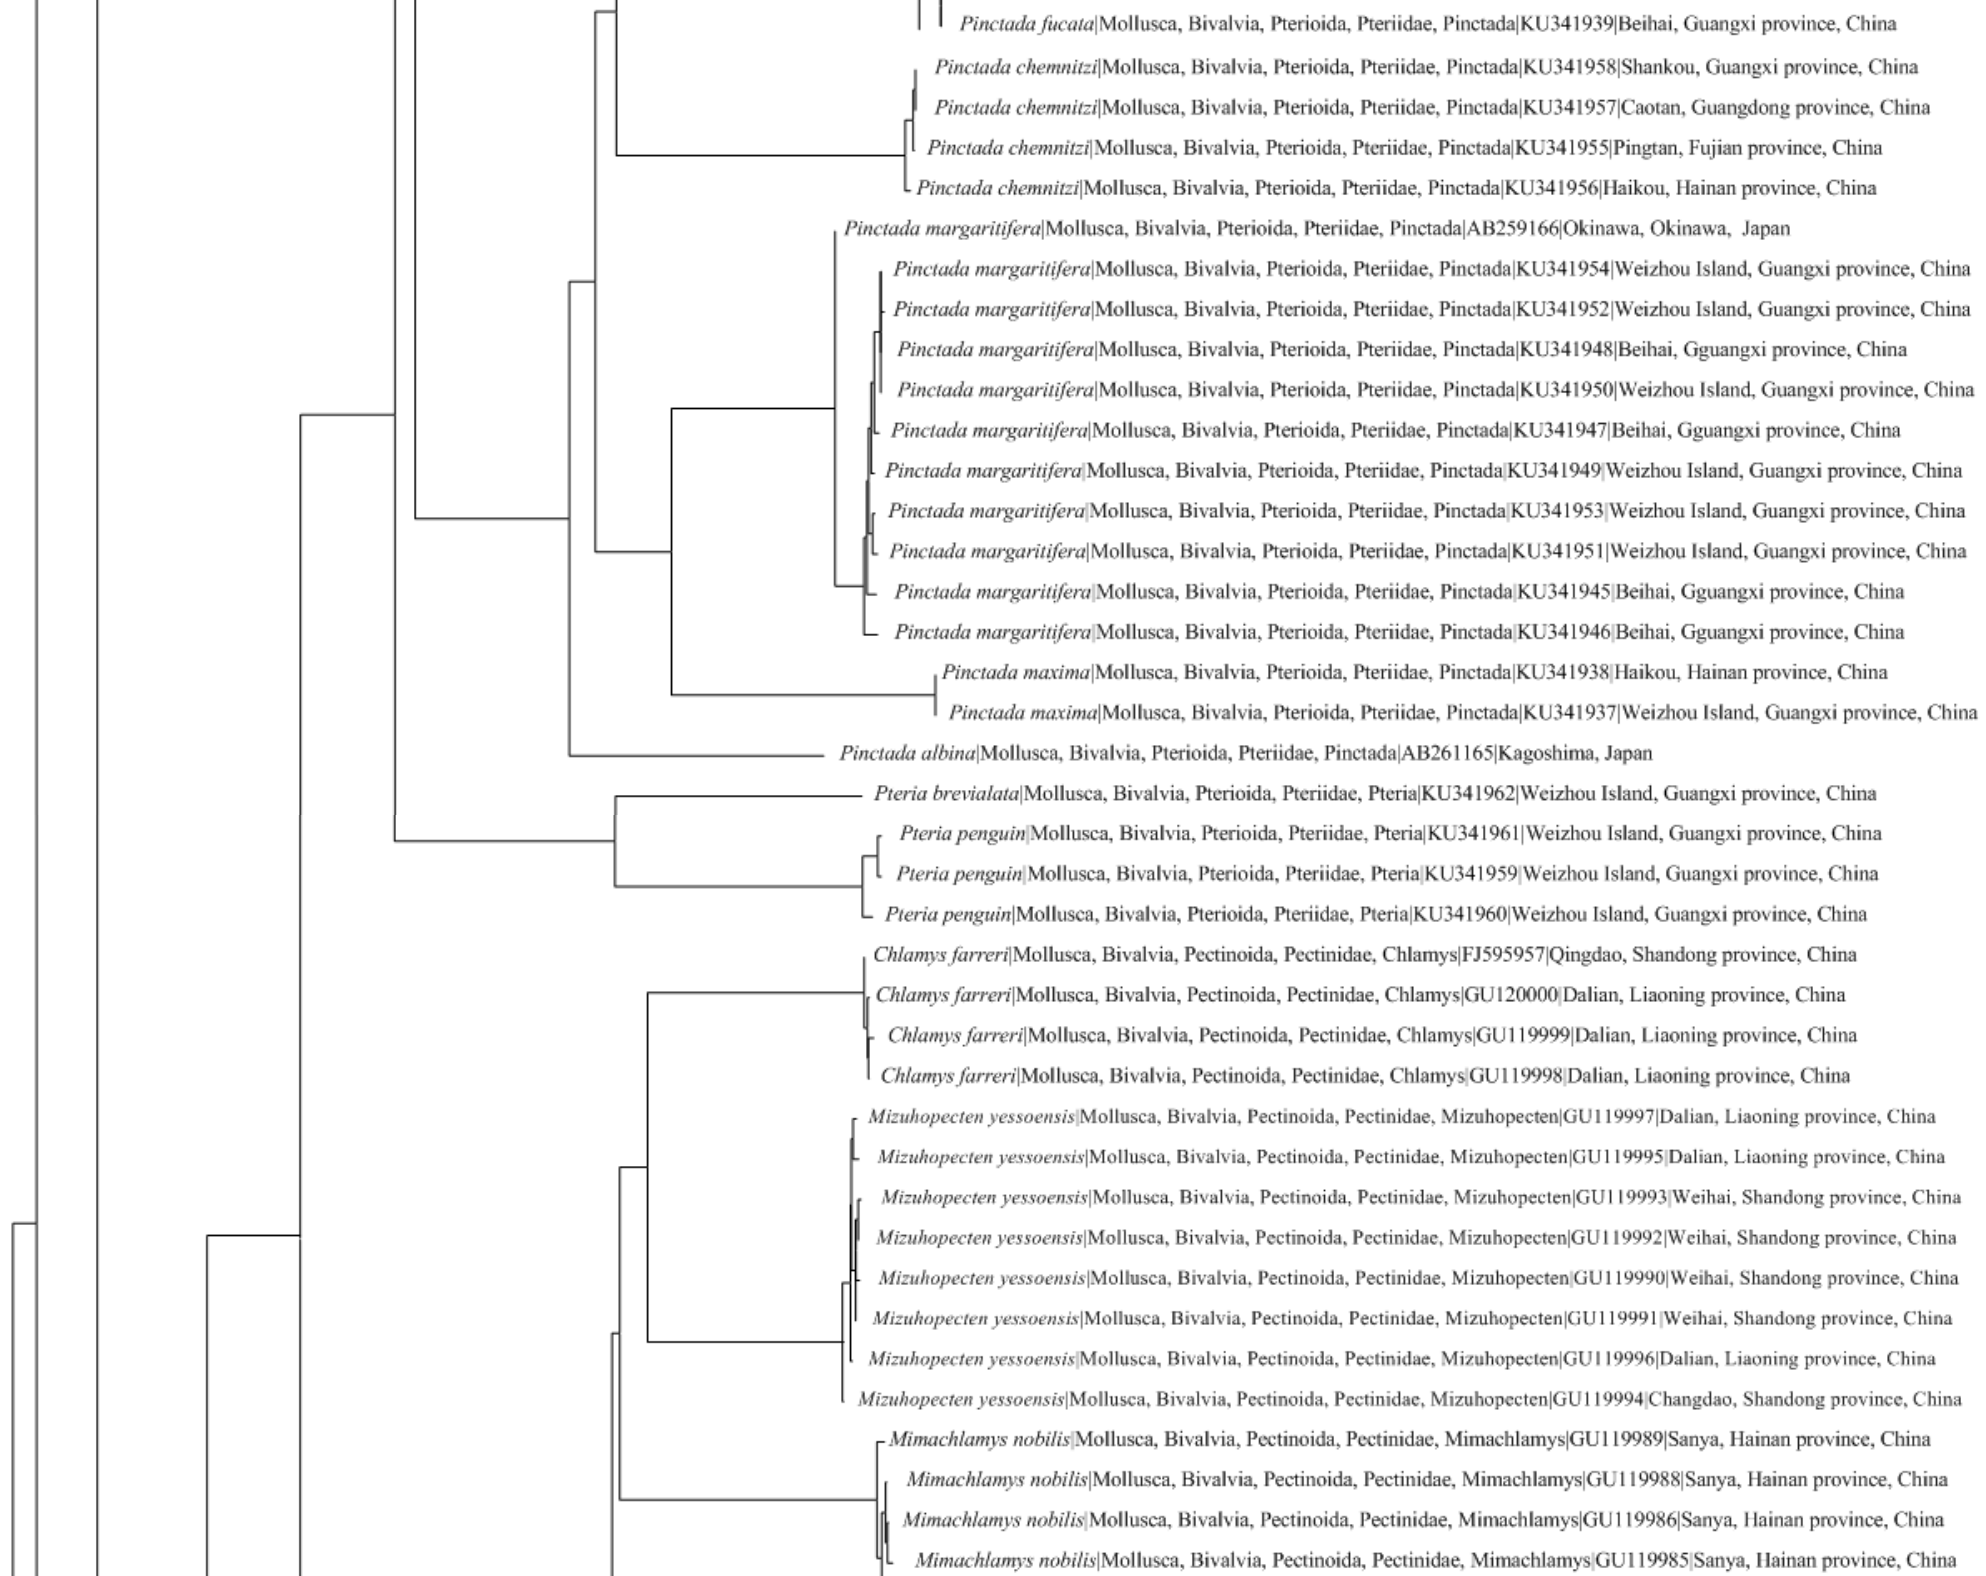 Pinctada fucata|Mollusca, Bivalvia, Pterioida, Pteriidae, Pinctada|KU341939|Beihai, Guangxi province, China
Pinctada chemnitzi|Mollusca, Bivalvia, Pterioida, Pteriidae, Pinctada|KU341958|Shankou, Guangxi province, China
Pinctada chemnitzi|Mollusca, Bivalvia, Pterioida, Pteriidae, Pinctada|KU341957|Caotan, Guangdong province, China
Pinctada chemnitzi|Mollusca, Bivalvia, Pterioida, Pteriidae, Pinctada|KU341955|Pingtan, Fujian province, China
Pinctada chemnitzi|Mollusca, Bivalvia, Pterioida, Pteriidae, Pinctada|KU341956|Haikou, Hainan province, China
Pinctada margaritifera|Mollusca, Bivalvia, Pterioida, Pteriidae, Pinctada|AB259166|Okinawa, Okinawa, Japan
Pinctada margaritifera|Mollusca, Bivalvia, Pterioida, Pteriidae, Pinctada|KU341954|Weizhou Island, Guangxi province, China
Pinctada margaritifera|Mollusca, Bivalvia, Pterioida, Pteriidae, Pinctada|KU341952|Weizhou Island, Guangxi province, China
Pinctada margaritifera|Mollusca, Bivalvia, Pterioida, Pteriidae, Pinctada|KU341948|Beihai, Gguangxi province, China
Pinctada margaritifera|Mollusca, Bivalvia, Pterioida, Pteriidae, Pinctada|KU341950|Weizhou Island, Guangxi province, China
Pinctada margaritifera|Mollusca, Bivalvia, Pterioida, Pteriidae, Pinctada|KU341947|Beihai, Gguangxi province, China
Pinctada margaritifera|Mollusca, Bivalvia, Pterioida, Pteriidae, Pinctada|KU341949|Weizhou Island, Guangxi province, China
Pinctada margaritifera|Mollusca, Bivalvia, Pterioida, Pteriidae, Pinctada|KU341953|Weizhou Island, Guangxi province, China
Pinctada margaritifera|Mollusca, Bivalvia, Pterioida, Pteriidae, Pinctada|KU341951|Weizhou Island, Guangxi province, China
Pinctada margaritifera|Mollusca, Bivalvia, Pterioida, Pteriidae, Pinctada|KU341945|Beihai, Gguangxi province, China
Pinctada margaritifera|Mollusca, Bivalvia, Pterioida, Pteriidae, Pinctada|KU341946|Beihai, Gguangxi province, China
Pinctada maxima|Mollusca, Bivalvia, Pterioida, Pteriidae, Pinctada|KU341938|Haikou, Hainan province, China
Pinctada maxima|Mollusca, Bivalvia, Pterioida, Pteriidae, Pinctada|KU341937|Weizhou Island, Guangxi province, China
Pinctada albina|Mollusca, Bivalvia, Pterioida, Pteriidae, Pinctada|AB261165|Kagoshima, Japan
Pteria brevialata|Mollusca, Bivalvia, Pterioida, Pteriidae, Pteria|KU341962|Weizhou Island, Guangxi province, China
Pteria penguin|Mollusca, Bivalvia, Pterioida, Pteriidae, Pteria|KU341961|Weizhou Island, Guangxi province, China
Pteria penguin|Mollusca, Bivalvia, Pterioida, Pteriidae, Pteria|KU341959|Weizhou Island, Guangxi province, China
Pteria penguin|Mollusca, Bivalvia, Pterioida, Pteriidae, Pteria|KU341960|Weizhou Island, Guangxi province, China
Chlamys farreri|Mollusca, Bivalvia, Pectinoida, Pectinidae, Chlamys|FJ595957|Qingdao, Shandong province, China
Chlamys farreri|Mollusca, Bivalvia, Pectinoida, Pectinidae, Chlamys|GU120000|Dalian, Liaoning province, China
Chlamys farreri|Mollusca, Bivalvia, Pectinoida, Pectinidae, Chlamys|GU119999|Dalian, Liaoning province, China
Chlamys farreri|Mollusca, Bivalvia, Pectinoida, Pectinidae, Chlamys|GU119998|Dalian, Liaoning province, China
Mizuhopecten yessoensis|Mollusca, Bivalvia, Pectinoida, Pectinidae, Mizuhopecten|GU119997|Dalian, Liaoning province, China
Mizuhopecten yessoensis|Mollusca, Bivalvia, Pectinoida, Pectinidae, Mizuhopecten|GU119995|Dalian, Liaoning province, China
Mizuhopecten yessoensis|Mollusca, Bivalvia, Pectinoida, Pectinidae, Mizuhopecten|GU119993|Weihai, Shandong province, China
Mizuhopecten yessoensis|Mollusca, Bivalvia, Pectinoida, Pectinidae, Mizuhopecten|GU119992|Weihai, Shandong province, China
Mizuhopecten yessoensis|Mollusca, Bivalvia, Pectinoida, Pectinidae, Mizuhopecten|GU119990|Weihai, Shandong province, China
Mizuhopecten yessoensis|Mollusca, Bivalvia, Pectinoida, Pectinidae, Mizuhopecten|GU119991|Weihai, Shandong province, China
Mizuhopecten yessoensis|Mollusca, Bivalvia, Pectinoida, Pectinidae, Mizuhopecten|GU119996|Dalian, Liaoning province, China
Mizuhopecten yessoensis|Mollusca, Bivalvia, Pectinoida, Pectinidae, Mizuhopecten|GU119994|Changdao, Shandong province, China
Mimachlamys nobilis|Mollusca, Bivalvia, Pectinoida, Pectinidae, Mimachlamys|GU119989|Sanya, Hainan province, China
Mimachlamys nobilis|Mollusca, Bivalvia, Pectinoida, Pectinidae, Mimachlamys|GU119988|Sanya, Hainan province, China
Mimachlamys nobilis|Mollusca, Bivalvia, Pectinoida, Pectinidae, Mimachlamys|GU119986|Sanya, Hainan province, China
Mimachlamys nobilis|Mollusca, Bivalvia, Pectinoida, Pectinidae, Mimachlamys|GU119985|Sanya, Hainan province, China